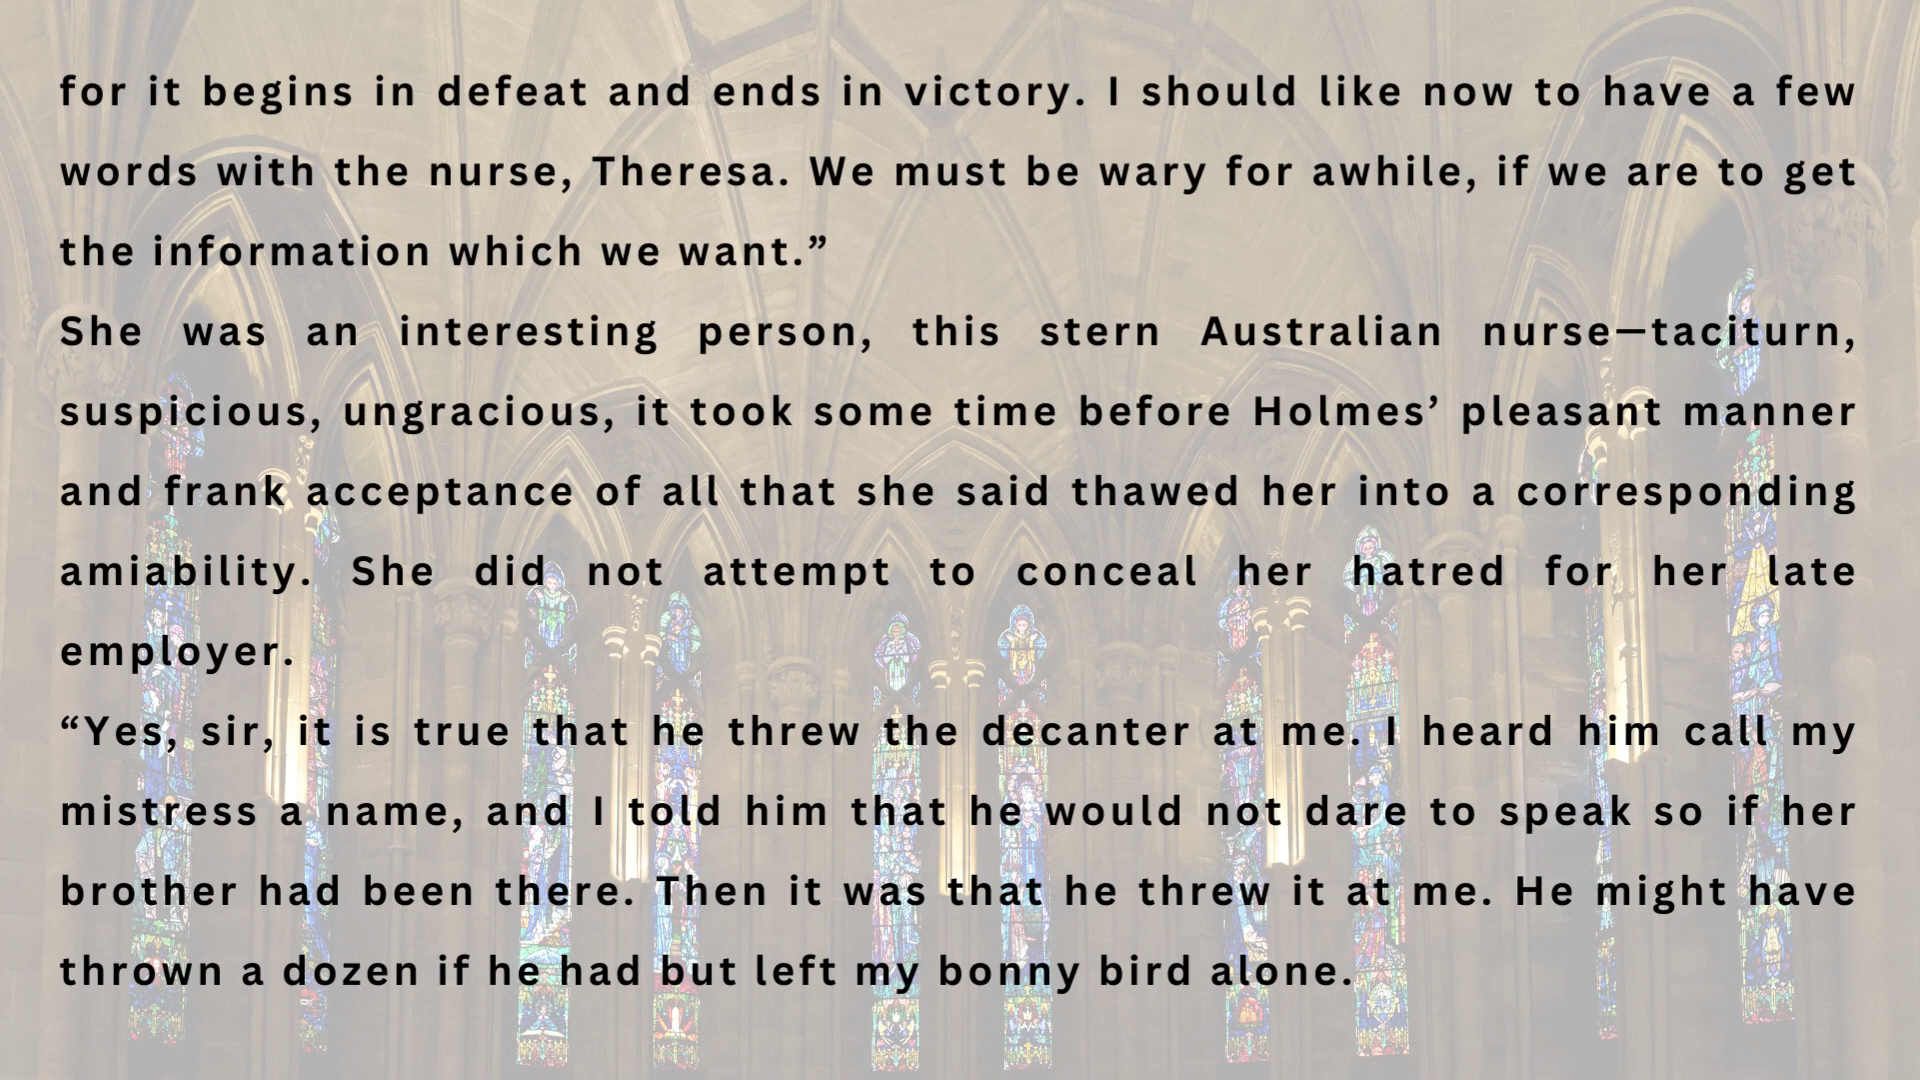 for it begins in defeat and ends in victory. I should like now to have a few
words with the nurse, Theresa. We must be wary for awhile, if we are to get
the information which we want.”
She was an interesting person, this stern Australian nurse—taciturn,
suspicious, ungracious, it took some time before Holmes’ pleasant manner
and frank acceptance of all that she said thawed her into a corresponding
amiability. She did not attempt to conceal her hatred for her late
employer.
“Yes, sir, it is true that he threw the decanter at me. I heard him call my
mistress a name, and I told him that he would not dare to speak so if her
brother had been there. Then it was that he threw it at me. He might have
thrown a dozen if he had but left my bonny bird alone.